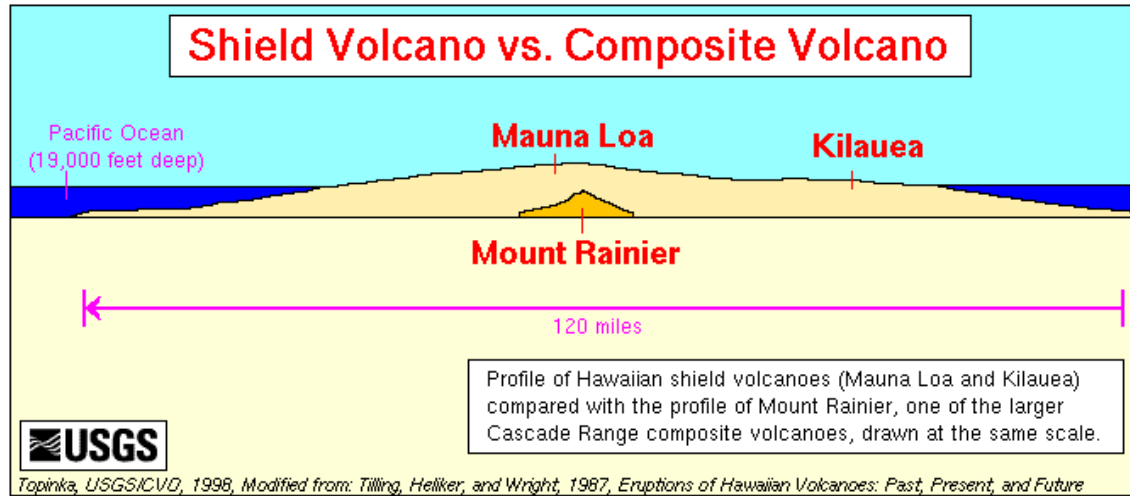 Shield Volcano vs. Composite Volcano
Pacific Ocean
(19,000 feet deep)
Mauna Loa
Kilauea
Mount Rainier
120 miles
Profile of Hawaiian shield volcanoes (Mauna Loa and Kilauea)
compared with the profile of Mount Rainier, one of the larger
Cascade Range composite volcanoes, drawn at the same scale.
USGS
Topinka, USGS/CVO, 1998, Modified from: Tilling, Heliker, and Wright, 1987, Eruptions of Hawaiian Volcanoes: Past, Present, and Future